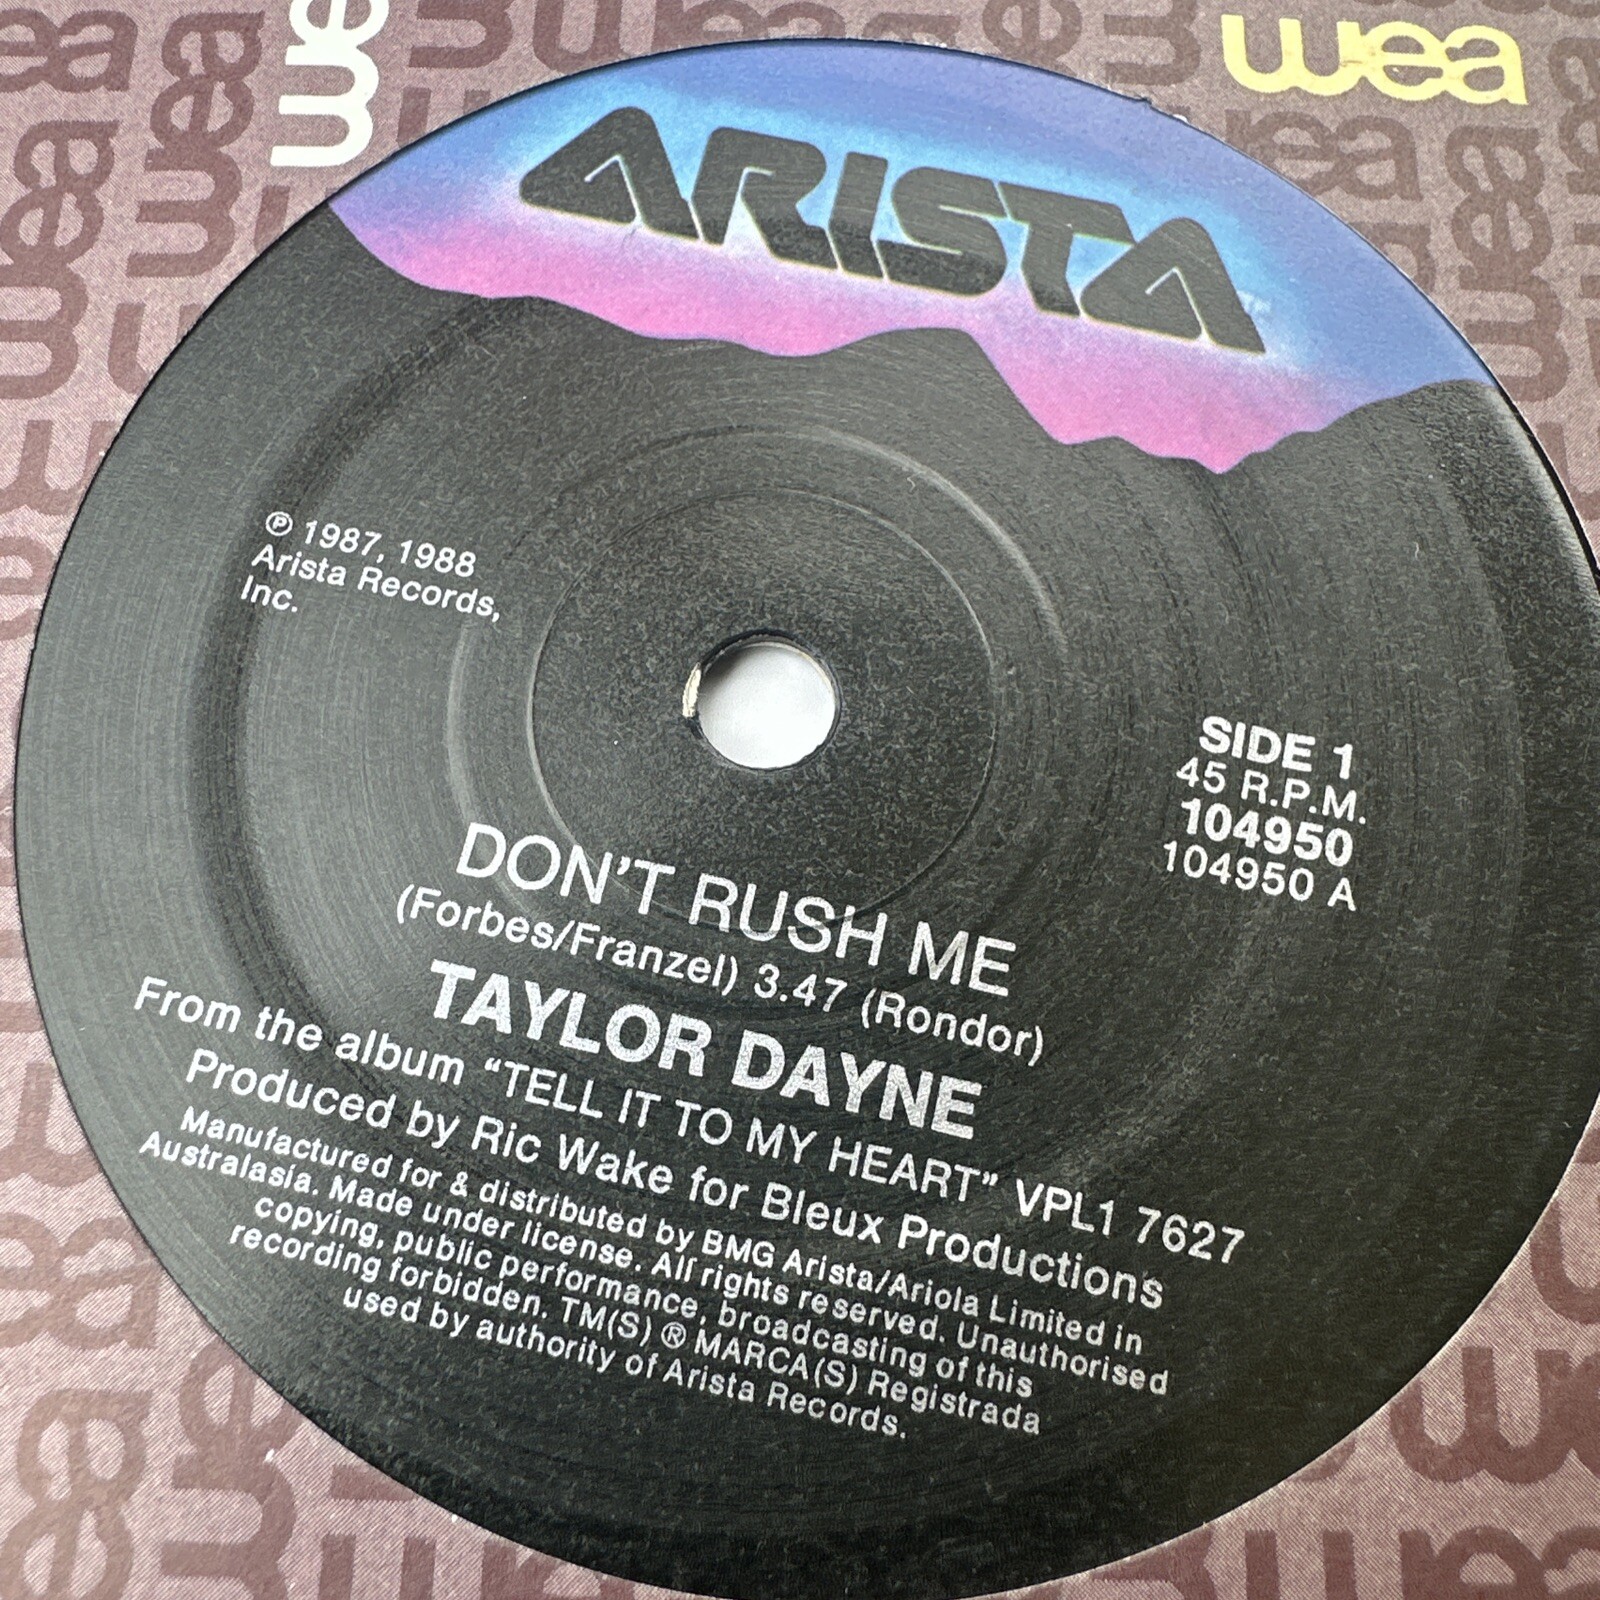 wea
wea
ARISTA
℗ 1987, 1988
Arista Records,
Inc.
SIDE 1
45 R.P.M.
104950
104950 A
DON'T RUSH ME
(Forbes/Franzel) 3.47 (Rondor)
TAYLOR DAYNE
From the album “TELL IT TO MY HEART” VPL1 7627
Produced by Ric Wake for Bleux Productions
Manufactured for & distributed by BMG Arista/Ariola Limited in
Australasia. Made under license. All rights reserved. Unauthorised
copying, public performance, broadcasting of this
recording forbidden. TM(S) ® MARCA(S) Registrada
used by authority of Arista Records.